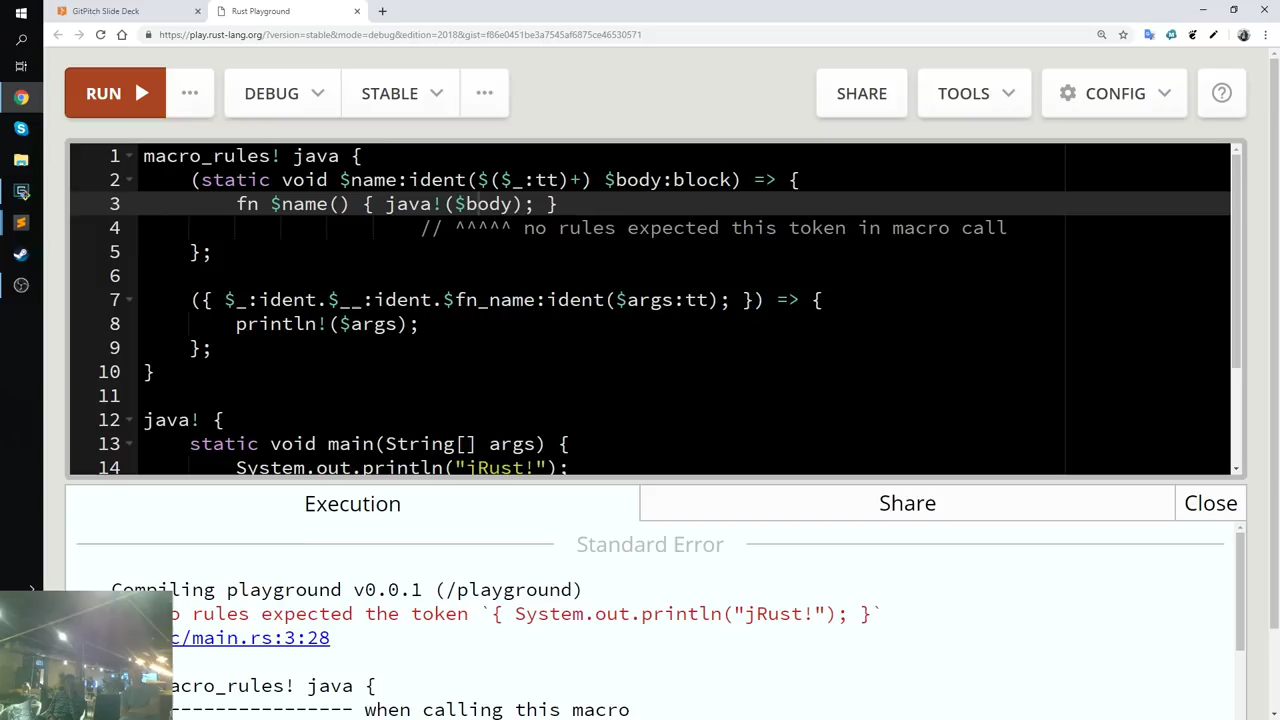 GitPitch Slide Deck
Rust Playground
https://play.rust-lang.org/?version=stable&mode=debug&edition=2018&gist=f86e0451be3a7545af6875ce46530571
RUN
DEBUG
STABLE
SHARE
TOOLS
CONFIG
1 macro_rules! java {
2 (static void $name:ident($($_:tt)+) $body:block) => {
3 fn $name() { java!($body); }
4 // ^^^^^ no rules expected this token in macro call
5 };
6
7 ({ $_:ident.$__:ident.$fn_name:ident($args:tt); }) => {
8 println!($args);
9 };
10 }
11
12 java! {
13 static void main(String[] args) {
14 System.out.println("jRust!");
Execution
Share
Close
Standard Error
Compiling playground v0.0.1 (/playground)
o rules expected the token `{ System.out.println("jRust!"); }`
c/main.rs:3:28
acro_rules! java {
---------------- when calling this macro